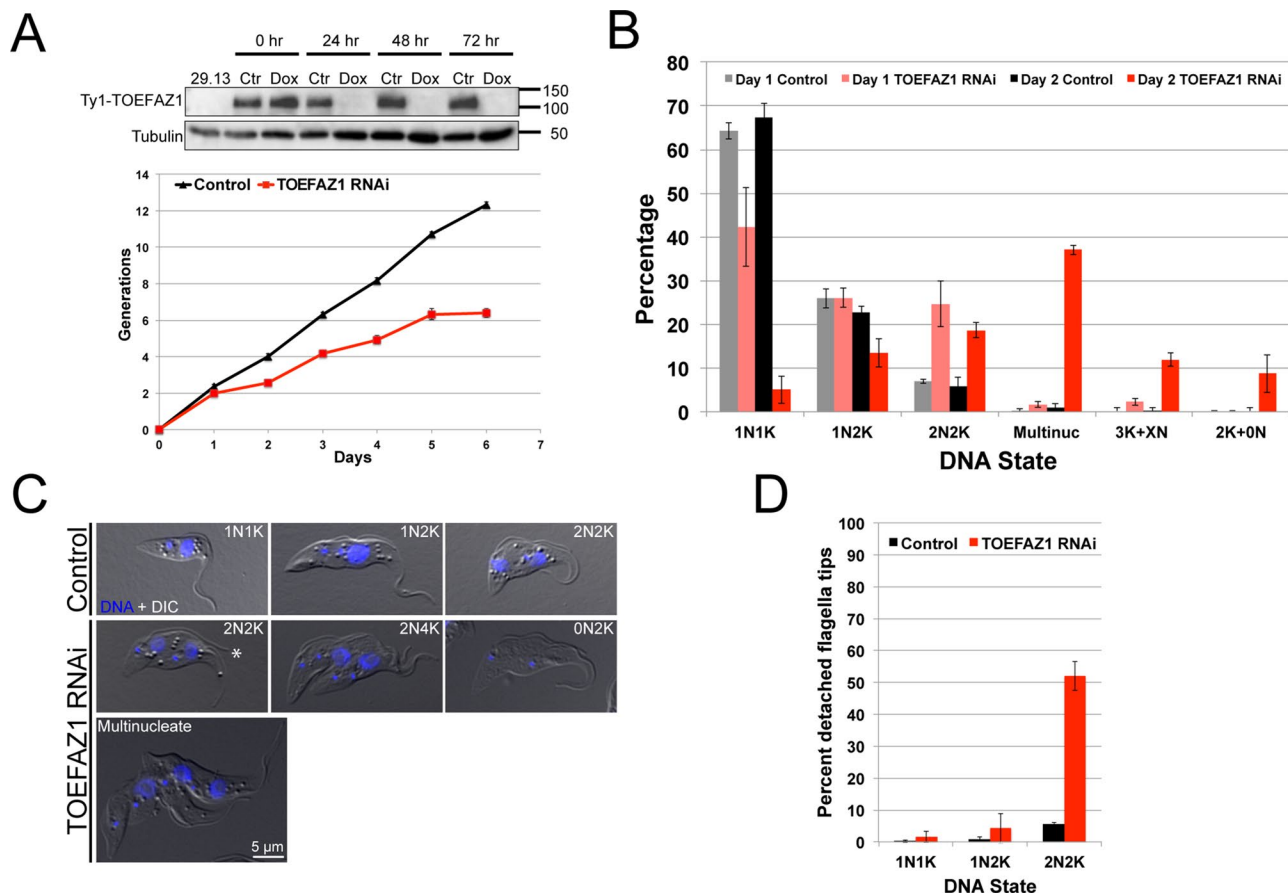 A
0 hr 24 hr 48 hr 72 hr
29.13 Ctr Dox Ctr Dox Ctr Dox Ctr Dox
Ty1-TOEFAZ1
150
100
Tubulin
50
Control TOEFAZ1 RNAi
Generations
14
12
10
8
6
4
2
0
0 1 2 3 4 5 6 7
Days
B
Day 1 Control Day 1 TOEFAZ1 RNAi Day 2 Control Day 2 TOEFAZ1 RNAi
Percentage
70
60
50
40
30
20
10
0
1N1K 1N2K 2N2K Multinuc 3K+XN 2K+0N
DNA State
C
Control
1N1K 1N2K 2N2K
DNA + DIC
TOEFAZ1 RNAi
2N2K 2N4K 0N2K
*
Multinucleate
5 µm
D
Control TOEFAZ1 RNAi
Percent detached flagella tips
100
90
80
70
60
50
40
30
20
10
0
1N1K 1N2K 2N2K
DNA State